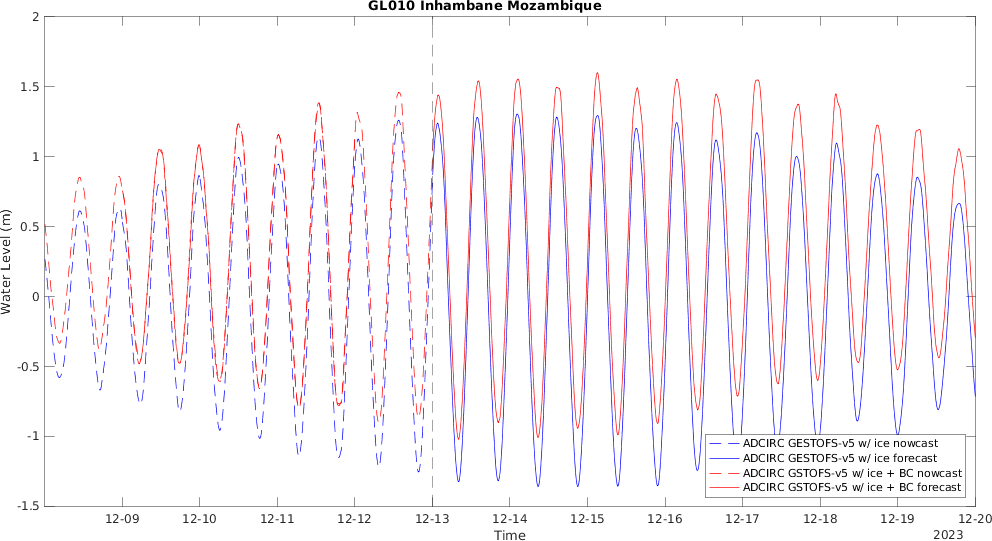 GL010 Inhambane Mozambique
2
1.5
1
0.5
0
-0.5
-1
-1.5
Water Level (m)
ADCIRC GESTOFS-v5 w/ ice nowcast
ADCIRC GESTOFS-v5 w/ ice forecast
ADCIRC GSTOFS-v5 w/ ice + BC nowcast
ADCIRC GSTOFS-v5 w/ ice + BC forecast
12-09 12-10 12-11 12-12 12-13 12-14 12-15 12-16 12-17 12-18 12-19 12-20
Time
2023